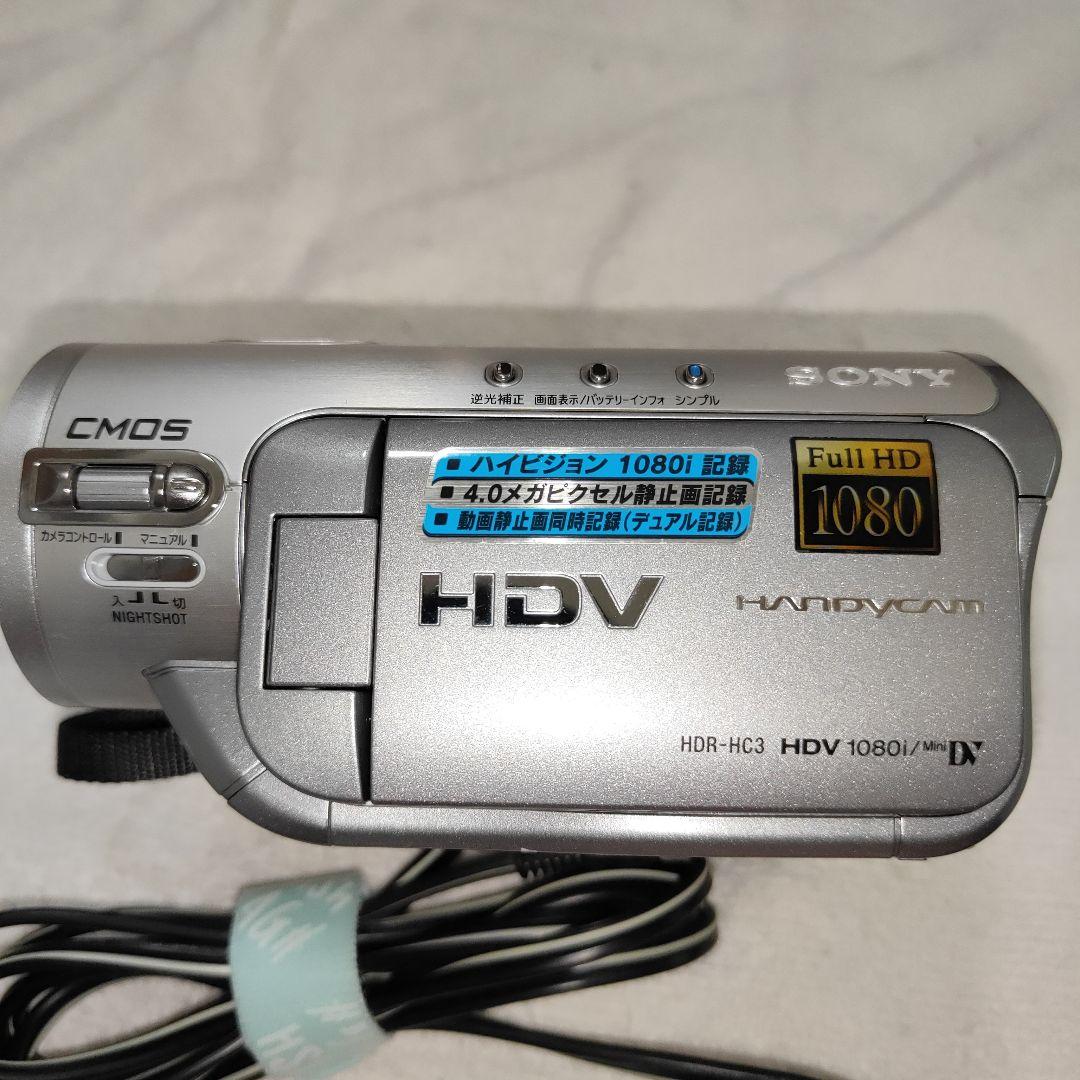 SONY
逆光補正 画面表示/バッテリーインフォ シンプル
CMOS
カメラコントロール マニュアル
入 切
NIGHTSHOT
■ ハイビジョン 1080i 記録
■ 4.0メガピクセル静止画記録
■ 動画静止画同時記録(デュアル記録)
Full HD
1080
HDV
HANDYCAM
HDR-HC3 HDV 1080i/Mini DV